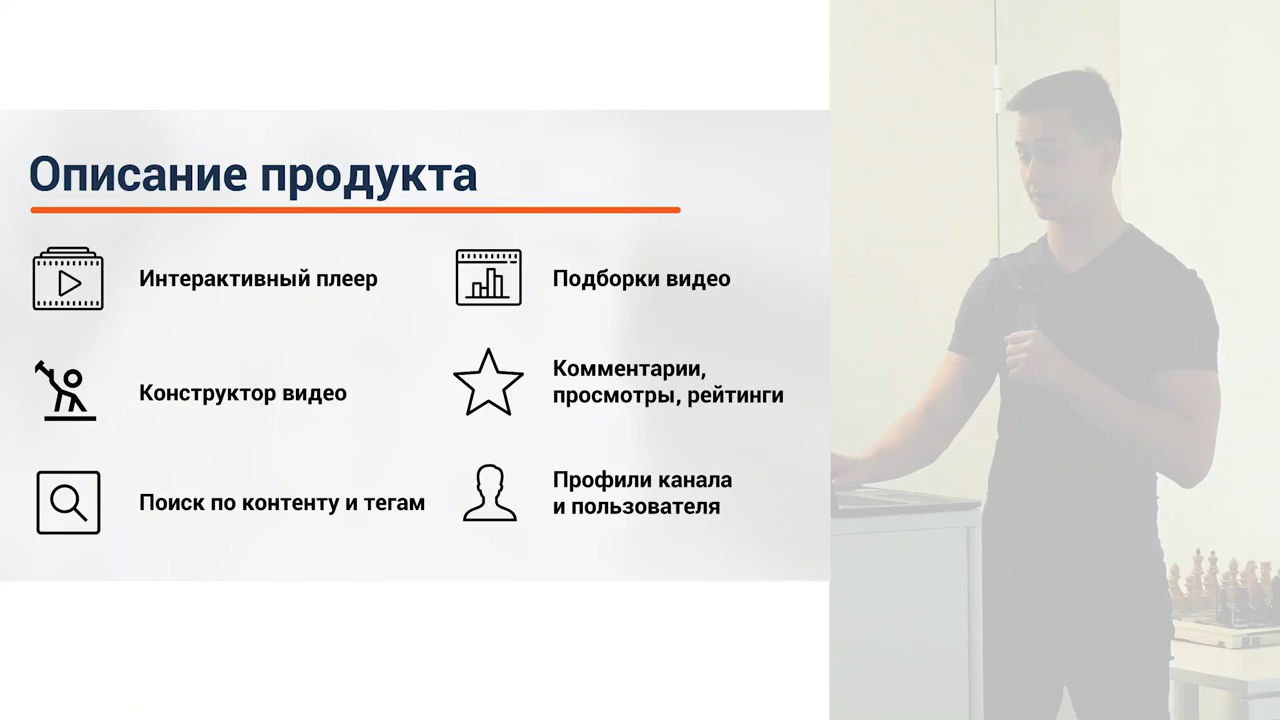 Описание продукта
Интерактивный плеер
Конструктор видео
Поиск по контенту и тегам
Подборки видео
Комментарии,
просмотры, рейтинги
Профили канала
и пользователя